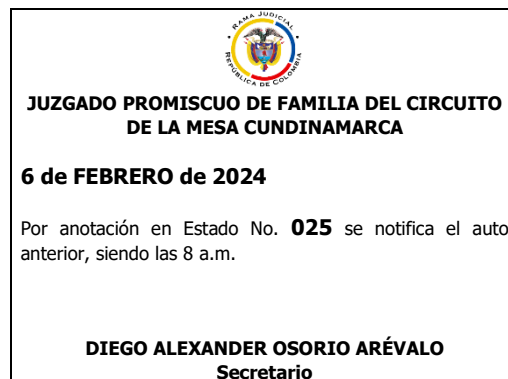 RAMA JUDICIAL
REPÚBLICA DE COLOMBIA
JUZGADO PROMISCUO DE FAMILIA DEL CIRCUITO
DE LA MESA CUNDINAMARCA
6 de FEBRERO de 2024
Por anotación en Estado No. 025 se notifica el auto
anterior, siendo las 8 a.m.
DIEGO ALEXANDER OSORIO ARÉVALO
Secretario